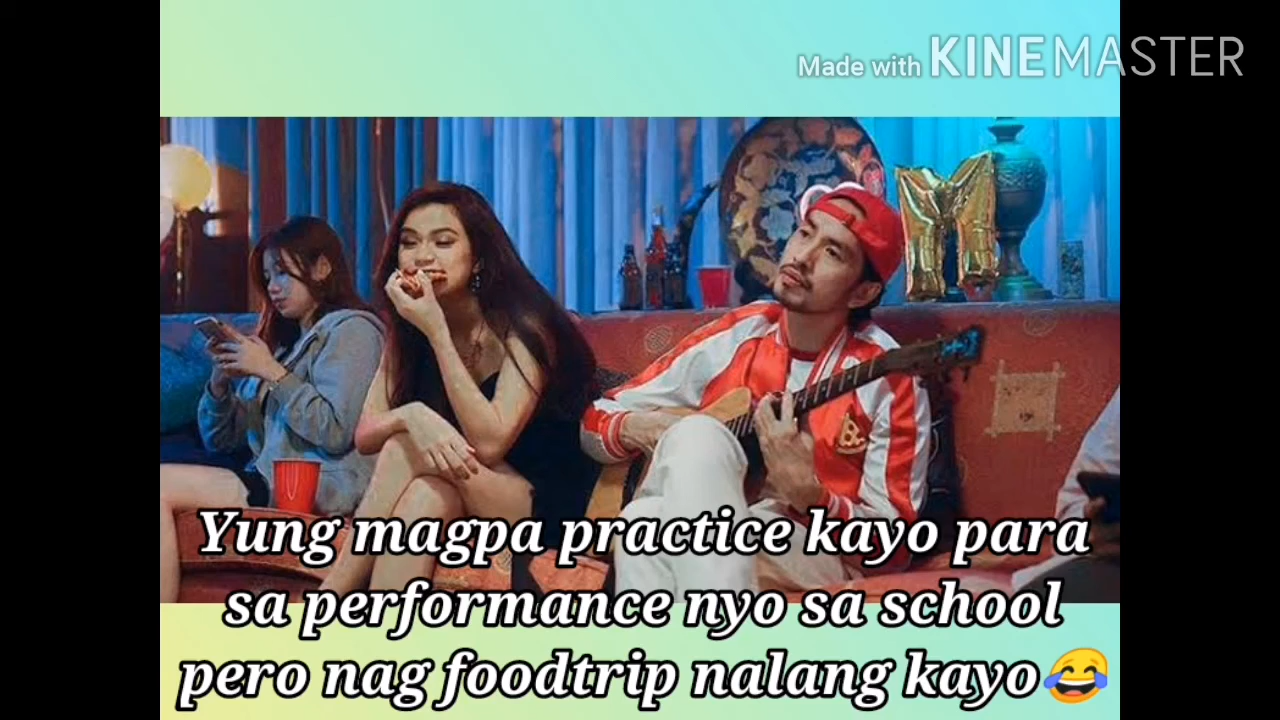 Made with KINEMASTER
Yung magpa practice kayo para
sa performance nyo sa school
pero nag foodtrip nalang kayo😂